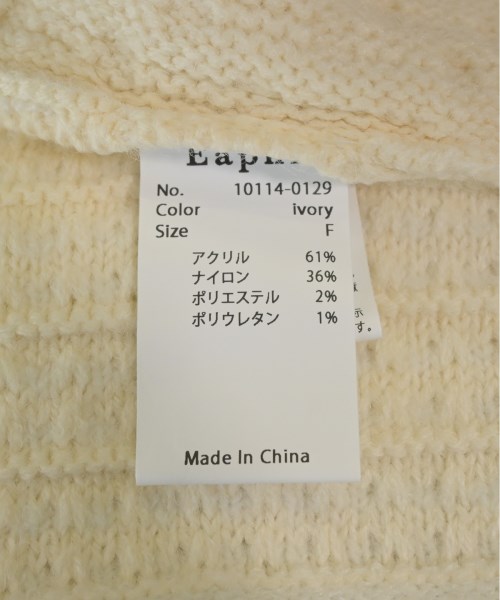 No. 10114-0129
Color ivory
Size F
アクリル 61%
ナイロン 36%
ポリエステル 2%
ポリウレタン 1%
Made In China
す。